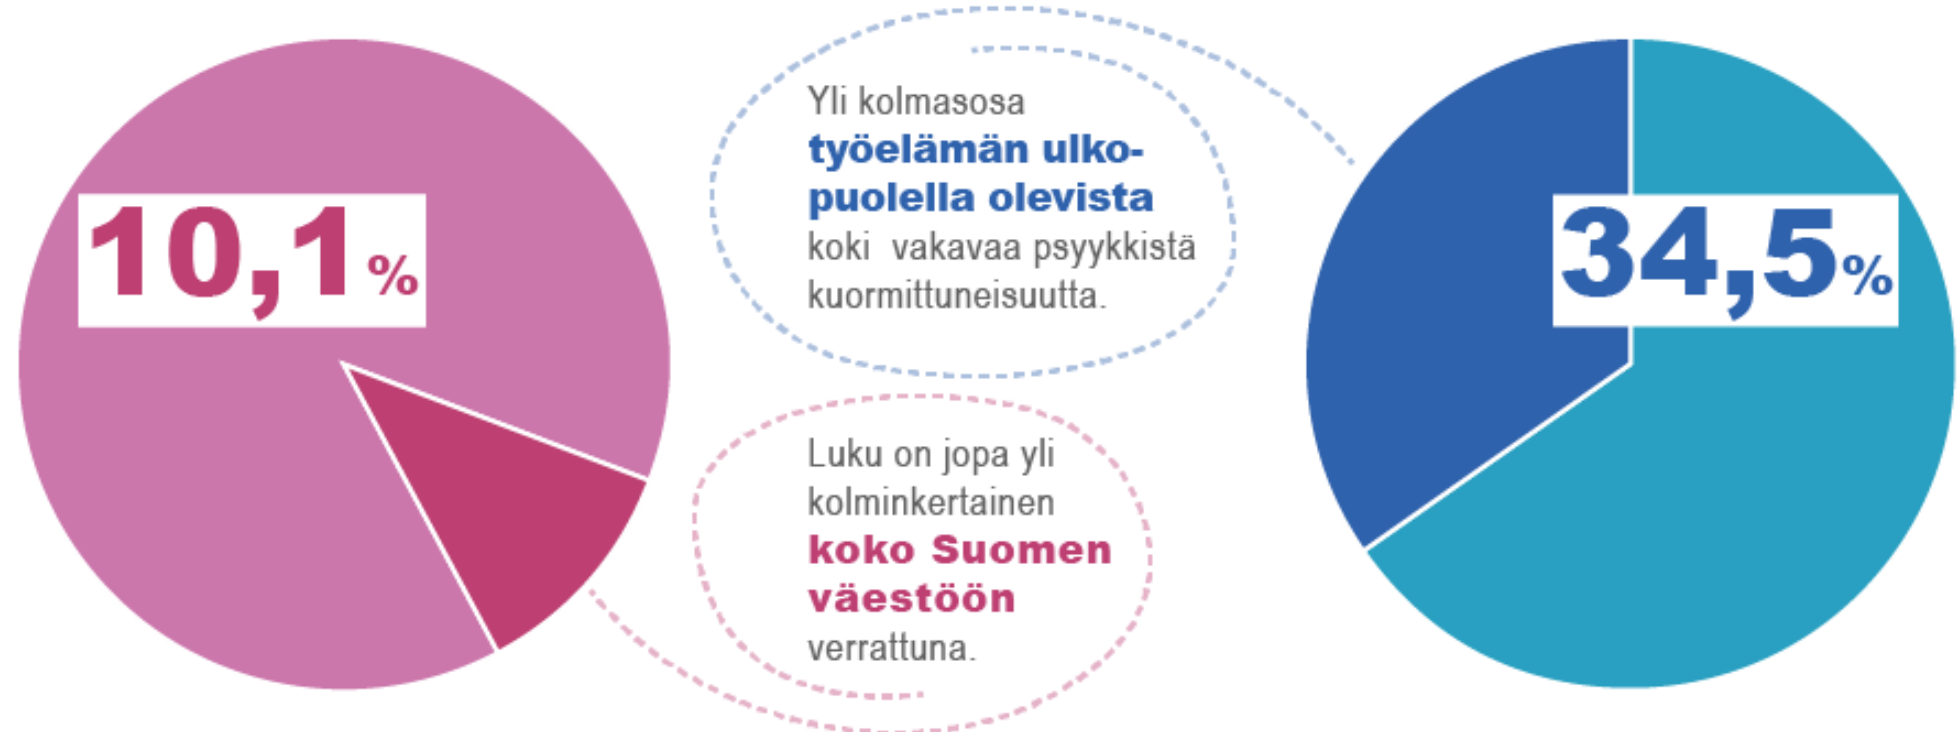 10,1%
Yli kolmasosa
työelämän ulko-
puolella olevista
koki vakavaa psyykkistä
kuormittuneisuutta.
Luku on jopa yli
kolminkertainen
koko Suomen
väestöön
verrattuna.
34,5%